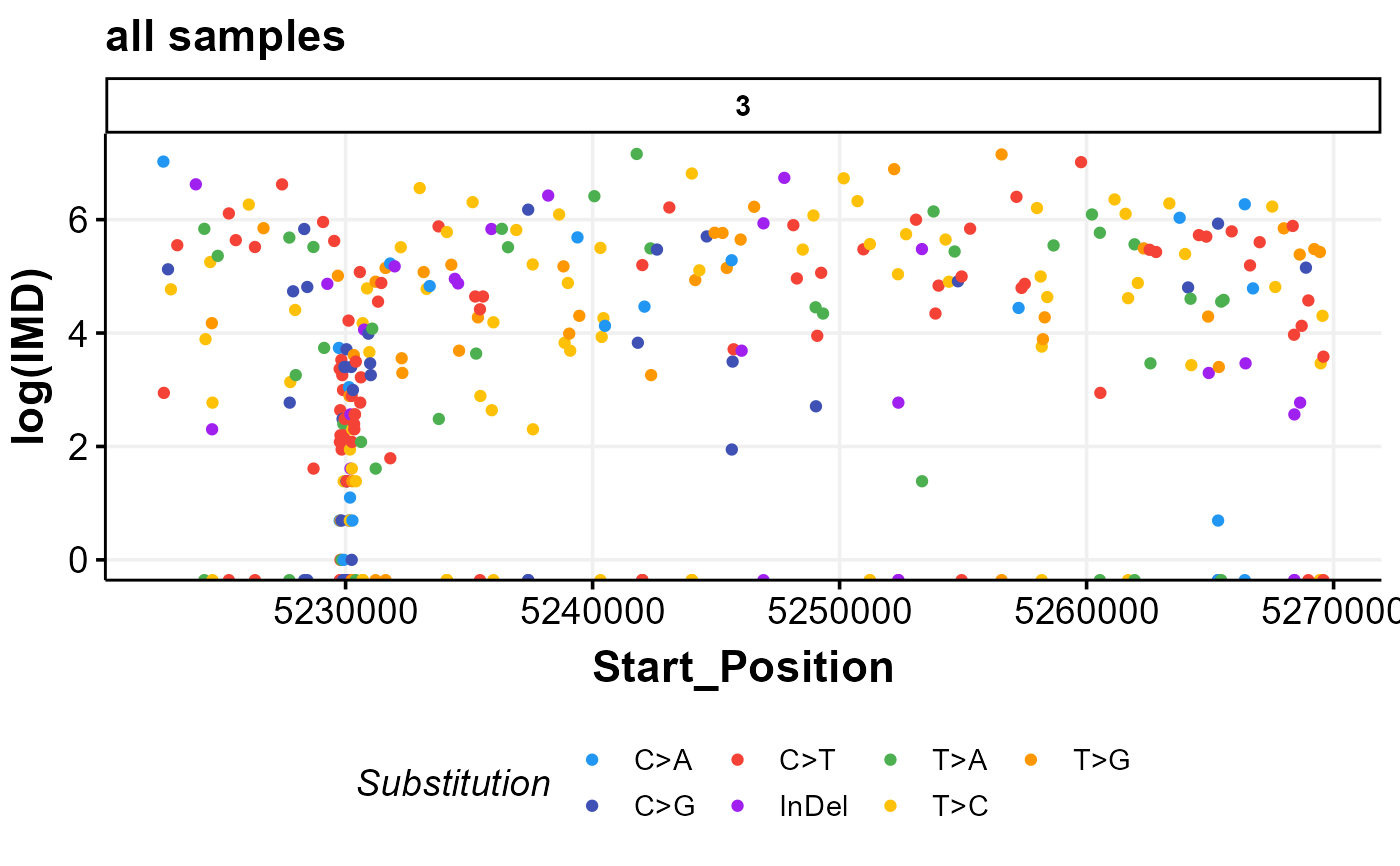 all samples
3
log(IMD)
6
4
2
0
5230000 5240000 5250000 5260000 5270000
Start_Position
Substitution
C>A C>T T>A T>G
C>G InDel T>C